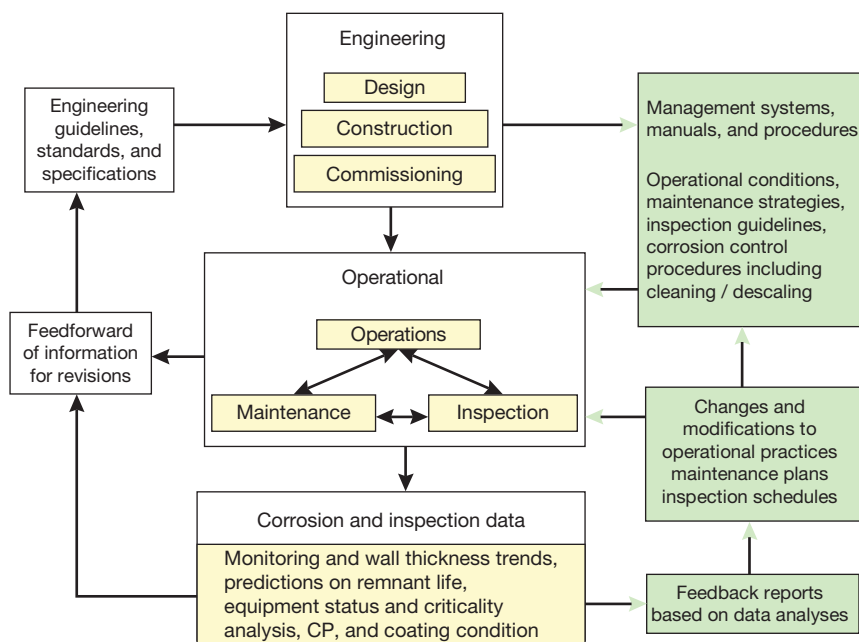 Engineering
Design
Construction
Commissioning
Engineering
guidelines,
standards, and
specifications
Management systems,
manuals, and procedures
Operational conditions,
maintenance strategies,
inspection guidelines,
corrosion control
procedures including
cleaning / descaling
Operational
Operations
Maintenance
Inspection
Feedforward
of information
for revisions
Changes and
modifications to
operational practices
maintenance plans
inspection schedules
Corrosion and inspection data
Monitoring and wall thickness trends,
predictions on remnant life,
equipment status and criticality
analysis, CP, and coating condition
Feedback reports
based on data analyses